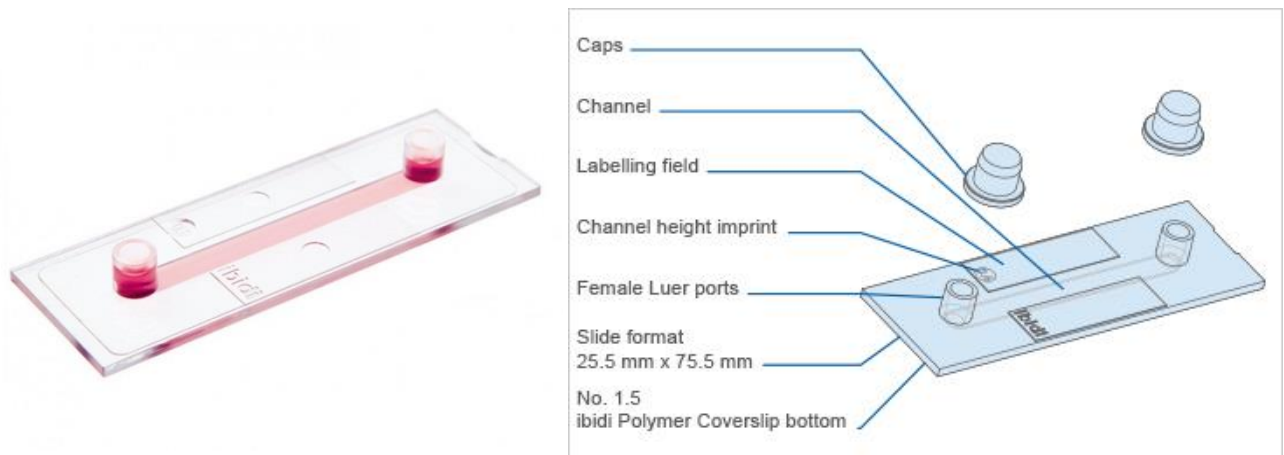 ibidi
Caps
Channel
Labelling field
Channel height imprint
Female Luer ports
Slide format
25.5 mm x 75.5 mm
No. 1.5
ibidi Polymer Coverslip bottom
ibidi